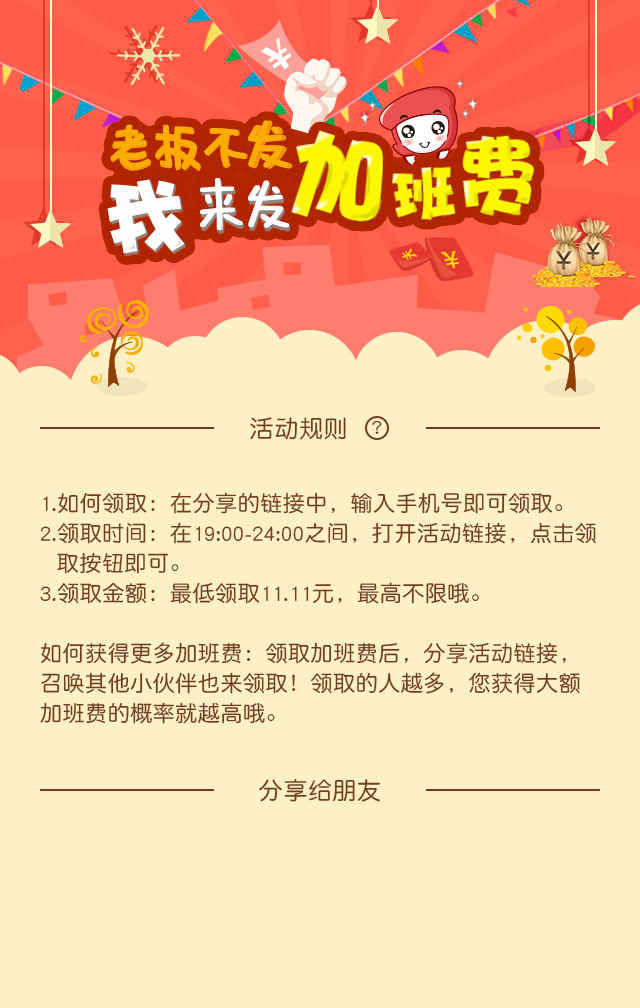 ¥
老板不发
我来发加班费
¥ ¥
¥ ¥
活动规则 ?
1.如何领取：在分享的链接中，输入手机号即可领取。
2.领取时间：在19:00-24:00之间，打开活动链接，点击领
取按钮即可。
3.领取金额：最低领取11.11元，最高不限哦。
如何获得更多加班费：领取加班费后，分享活动链接，
召唤其他小伙伴也来领取！领取的人越多，您获得大额
加班费的概率就越高哦。
分享给朋友